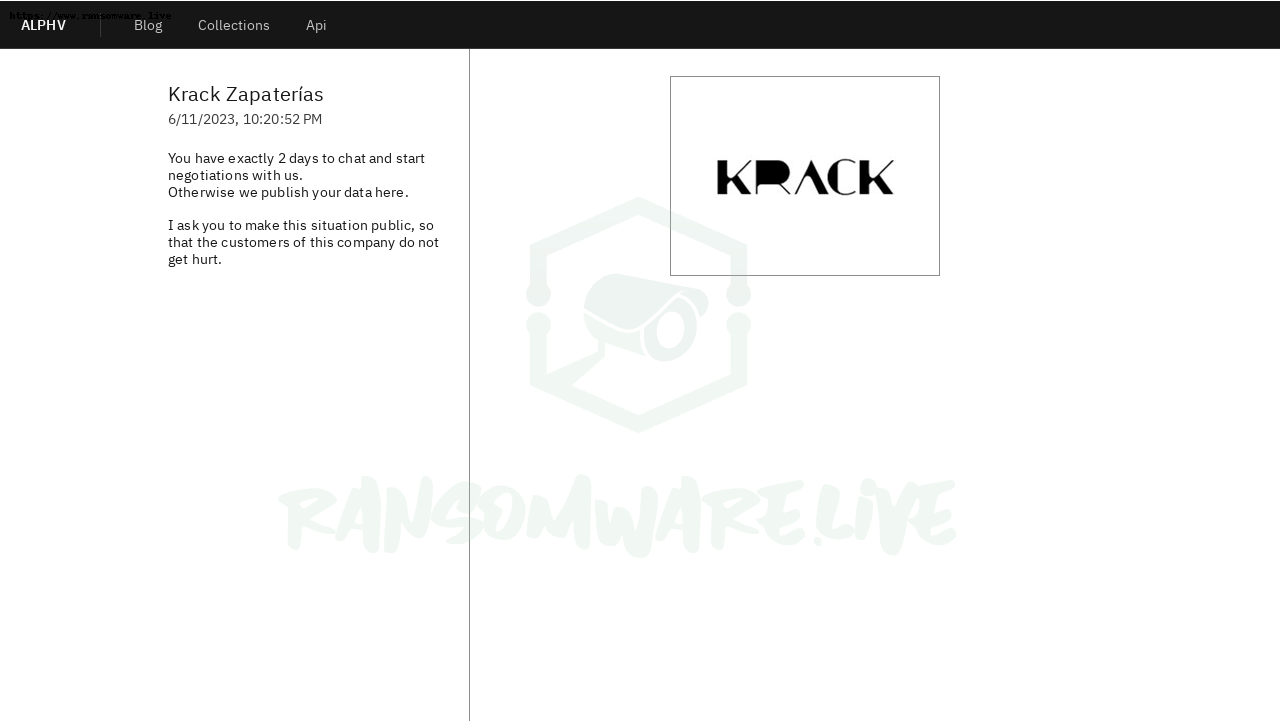 https://www.ransomware.live
ALPHV Blog Collections Api
Krack Zapaterías
6/11/2023, 10:20:52 PM
You have exactly 2 days to chat and start
negotiations with us.
Otherwise we publish your data here.
I ask you to make this situation public, so
that the customers of this company do not
get hurt.
KRACK
RANSOMWARE.LIVE